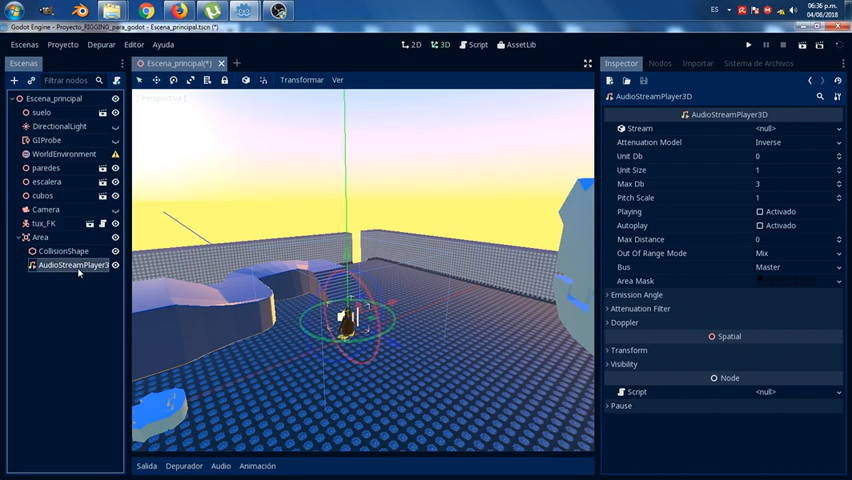 ES
06:36 p.m.
04/08/2018
Godot Engine - Proyecto_RIGGING_para_godot - Escena_principal.tscn (*)
Escenas Proyecto Depurar Editor Ayuda
2D 3D Script AssetLib
Escenas
Filtrar nodos
Escena_principal
suelo
DirectionalLight
GIProbe
WorldEnvironment
paredes
escalera
cubos
Camera
tux_FK
Area
CollisionShape
AudioStreamPlayer3
Escena_principal(*)
Transformar Ver
[ Perspectiva ]
Salida Depurador Audio Animación
Inspector Nodos Importar Sistema de Archivos
AudioStreamPlayer3D
AudioStreamPlayer3D
Stream <null>
Attenuation Model Inverse
Unit Db 0
Unit Size 1
Max Db 3
Pitch Scale 1
Playing Activado
Autoplay Activado
Max Distance 0
Out Of Range Mode Mix
Bus Master
Area Mask
Emission Angle
Attenuation Filter
Doppler
Spatial
Transform
Visibility
Node
Script <null>
Pause